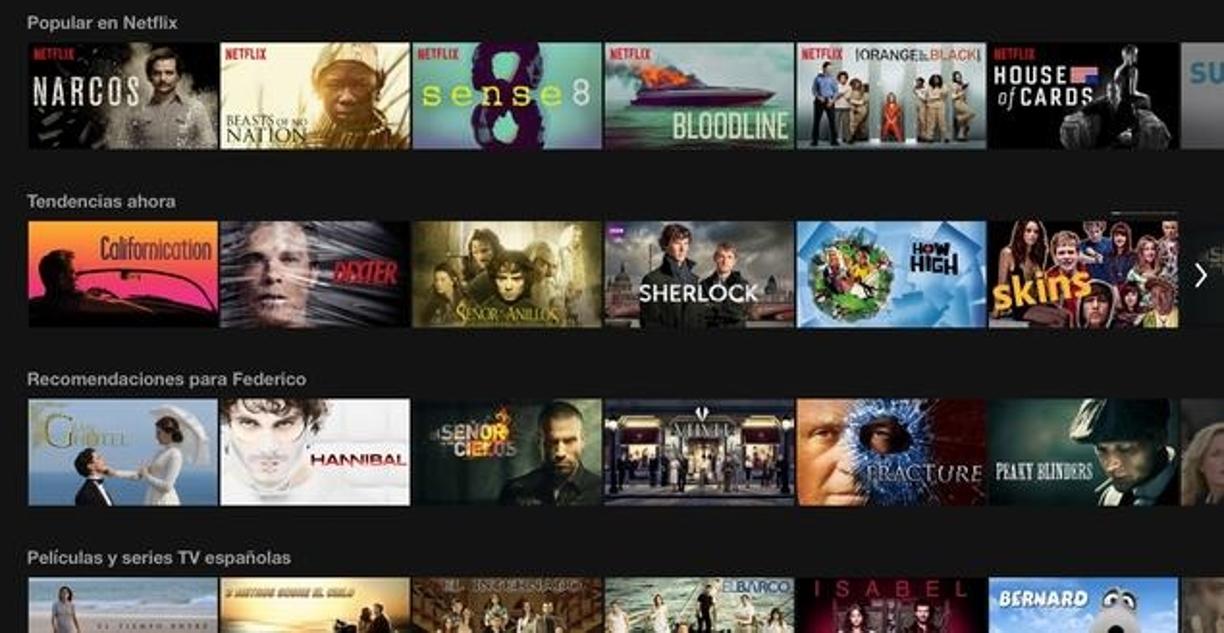 Popular en Netflix
NETFLIX
NARCOS
NETFLIX
BEASTS OF NO
NATION
NETFLIX
sense8
NETFLIX
BLOODLINE
NETFLIX
ORANGE IS THE NEW BLACK
NETFLIX
HOUSE
of CARDS
SU
Tendencias ahora
Californication
DEXTER
SEÑOR DE LOS ANILLOS
BBC
SHERLOCK
HOW
HIGH
skins
Recomendaciones para Federico
GRAN
HOTEL
HANNIBAL
EL SEÑOR
DE LOS CIELOS
VELVET
FRACTURE
PEAKY BLINDERS
Películas y series TV españolas
EL TIEMPO ENTRE
3 METROS SOBRE EL CIELO
EL INTERNADO
EL BARCO
ISABEL
BERNARD